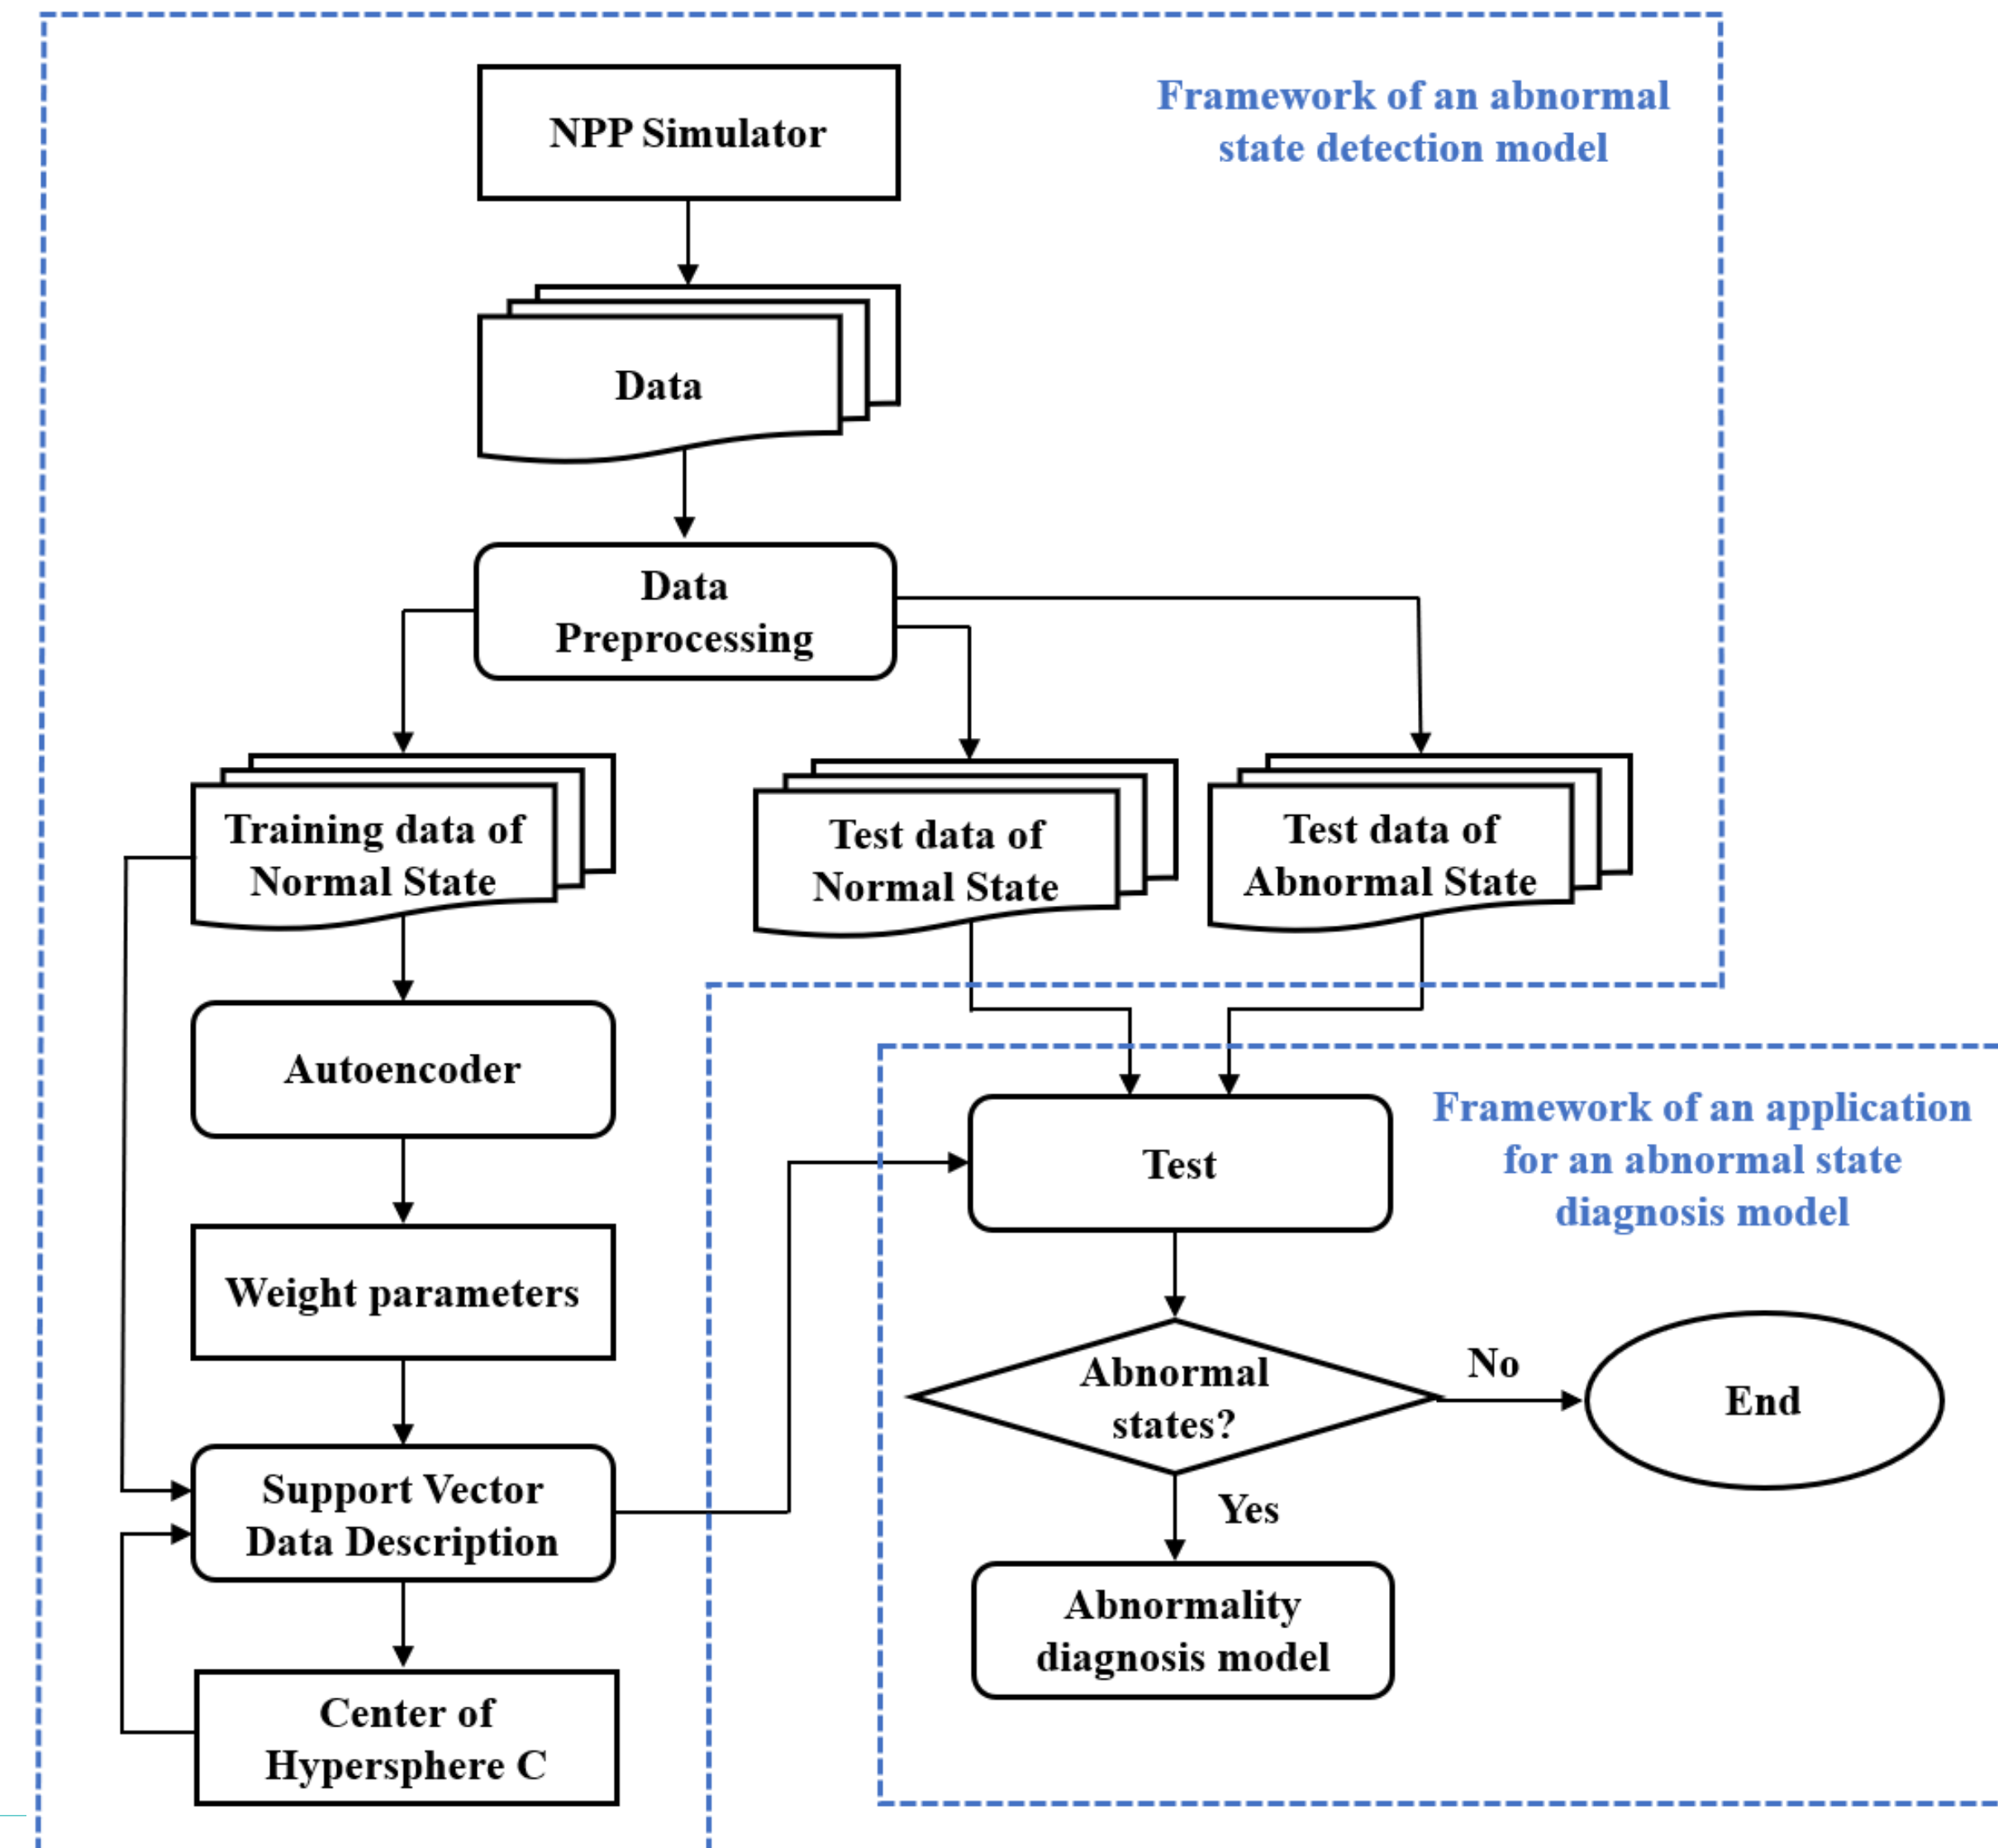 Framework of an abnormal
state detection model
NPP Simulator
Data
Data
Preprocessing
Training data of
Normal State
Test data of
Normal State
Test data of
Abnormal State
Autoencoder
Weight parameters
Support Vector
Data Description
Center of
Hypersphere C
Framework of an application
for an abnormal state
diagnosis model
Test
Abnormal
states?
No
End
Yes
Abnormality
diagnosis model